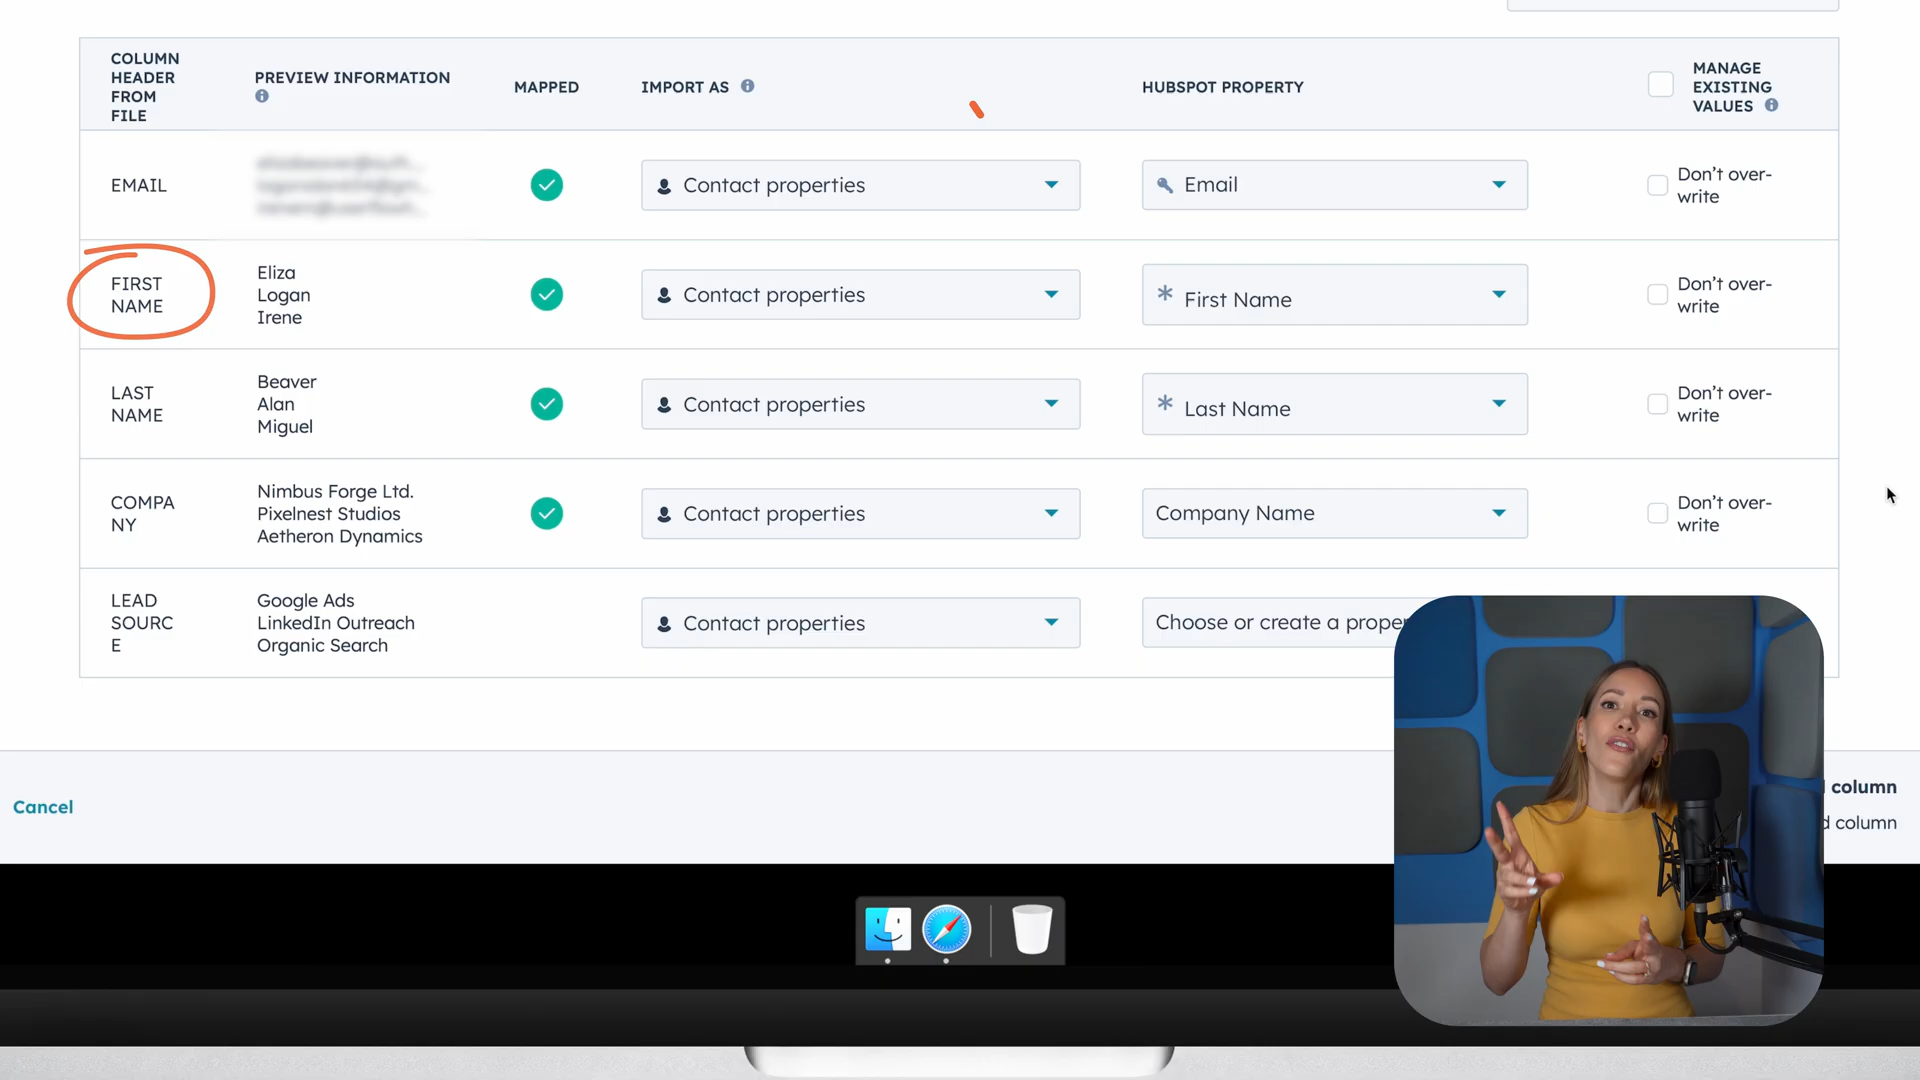 COLUMN
HEADER
FROM
FILE
PREVIEW INFORMATION
MAPPED
IMPORT AS
HUBSPOT PROPERTY
MANAGE
EXISTING
VALUES
EMAIL
Contact properties
Email
Don't over-
write
FIRST
NAME
Eliza
Logan
Irene
Contact properties
First Name
Don't over-
write
LAST
NAME
Beaver
Alan
Miguel
Contact properties
Last Name
Don't over-
write
COMPA
NY
Nimbus Forge Ltd.
Pixelnest Studios
Aetheron Dynamics
Contact properties
Company Name
Don't over-
write
LEAD
SOURC
E
Google Ads
LinkedIn Outreach
Organic Search
Contact properties
Choose or create a
Cancel
column
column